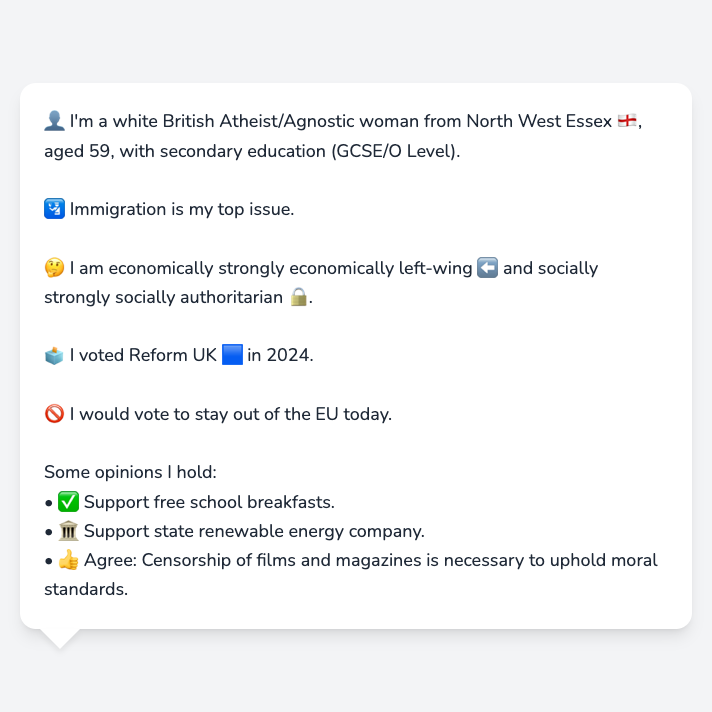 👤 I'm a white British Atheist/Agnostic woman from North West Essex 🏴󠁧󠁢󠁥󠁮󠁧󠁿,
aged 59, with secondary education (GCSE/O Level).
🛂 Immigration is my top issue.
🤔 I am economically strongly economically left-wing ⬅️ and socially
strongly socially authoritarian 🔒.
🗳️ I voted Reform UK 🟦 in 2024.
🚫 I would vote to stay out of the EU today.
Some opinions I hold:
• ✅ Support free school breakfasts.
• 🏛️ Support state renewable energy company.
• 👍 Agree: Censorship of films and magazines is necessary to uphold moral
standards.